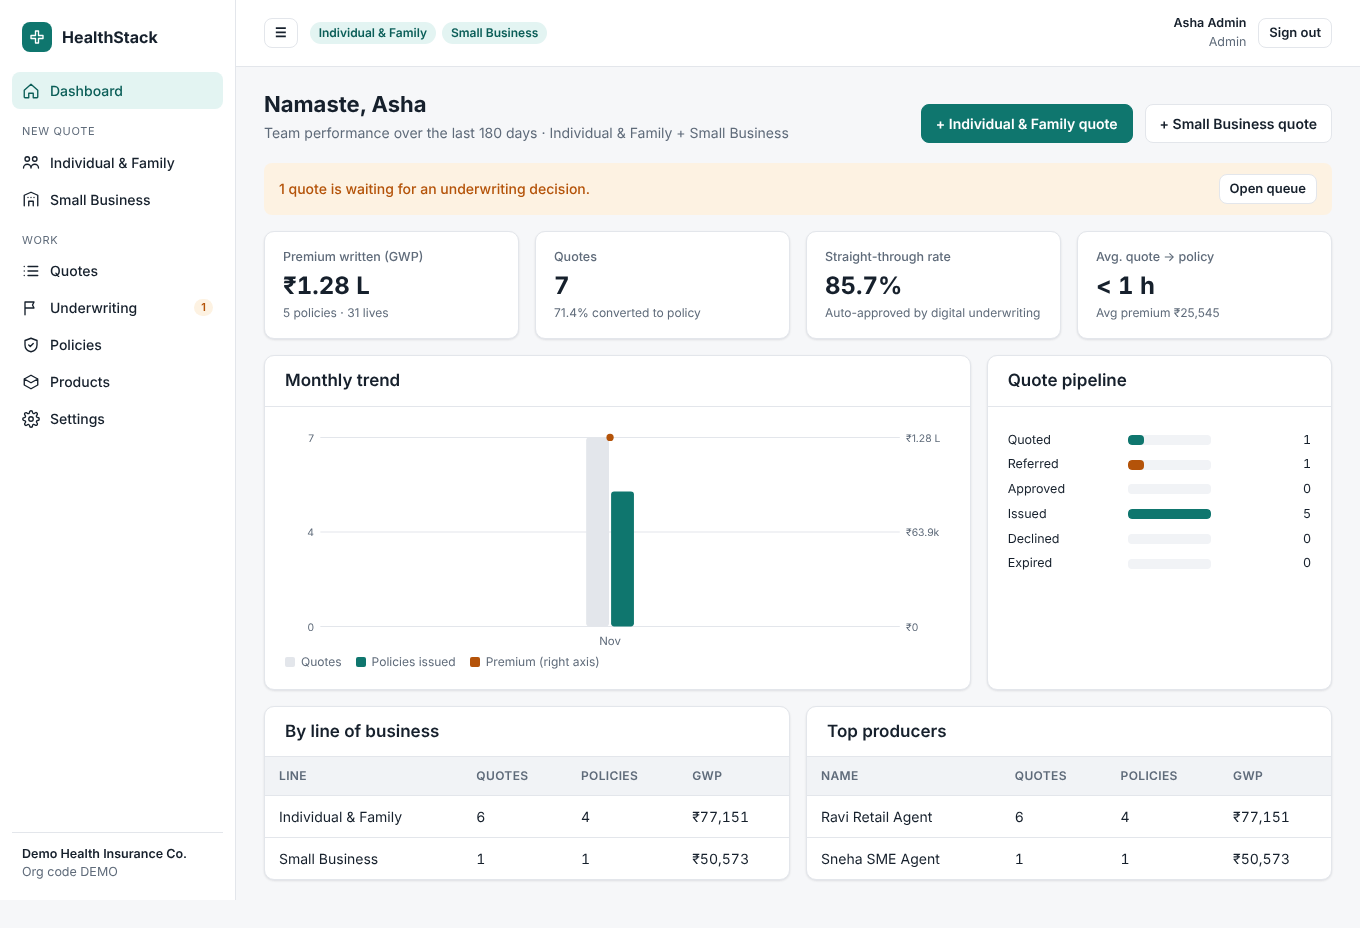 HealthStack
Dashboard
NEW QUOTE
Individual & Family
Small Business
WORK
Quotes
Underwriting 1
Policies
Products
Settings
Demo Health Insurance Co.
Org code DEMO
Individual & Family Small Business
Asha Admin
Admin
Sign out
Namaste, Asha
Team performance over the last 180 days · Individual & Family + Small Business
+ Individual & Family quote
+ Small Business quote
1 quote is waiting for an underwriting decision.
Open queue
Premium written (GWP)
₹1.28 L
5 policies · 31 lives
Quotes
7
71.4% converted to policy
Straight-through rate
85.7%
Auto-approved by digital underwriting
Avg. quote → policy
< 1 h
Avg premium ₹25,545
Monthly trend
7 ₹1.28 L
4 ₹63.9k
0 ₹0
Nov
Quotes Policies issued Premium (right axis)
Quote pipeline
Quoted 1
Referred 1
Approved 0
Issued 5
Declined 0
Expired 0
By line of business
LINE QUOTES POLICIES GWP
Individual & Family 6 4 ₹77,151
Small Business 1 1 ₹50,573
Top producers
NAME QUOTES POLICIES GWP
Ravi Retail Agent 6 4 ₹77,151
Sneha SME Agent 1 1 ₹50,573